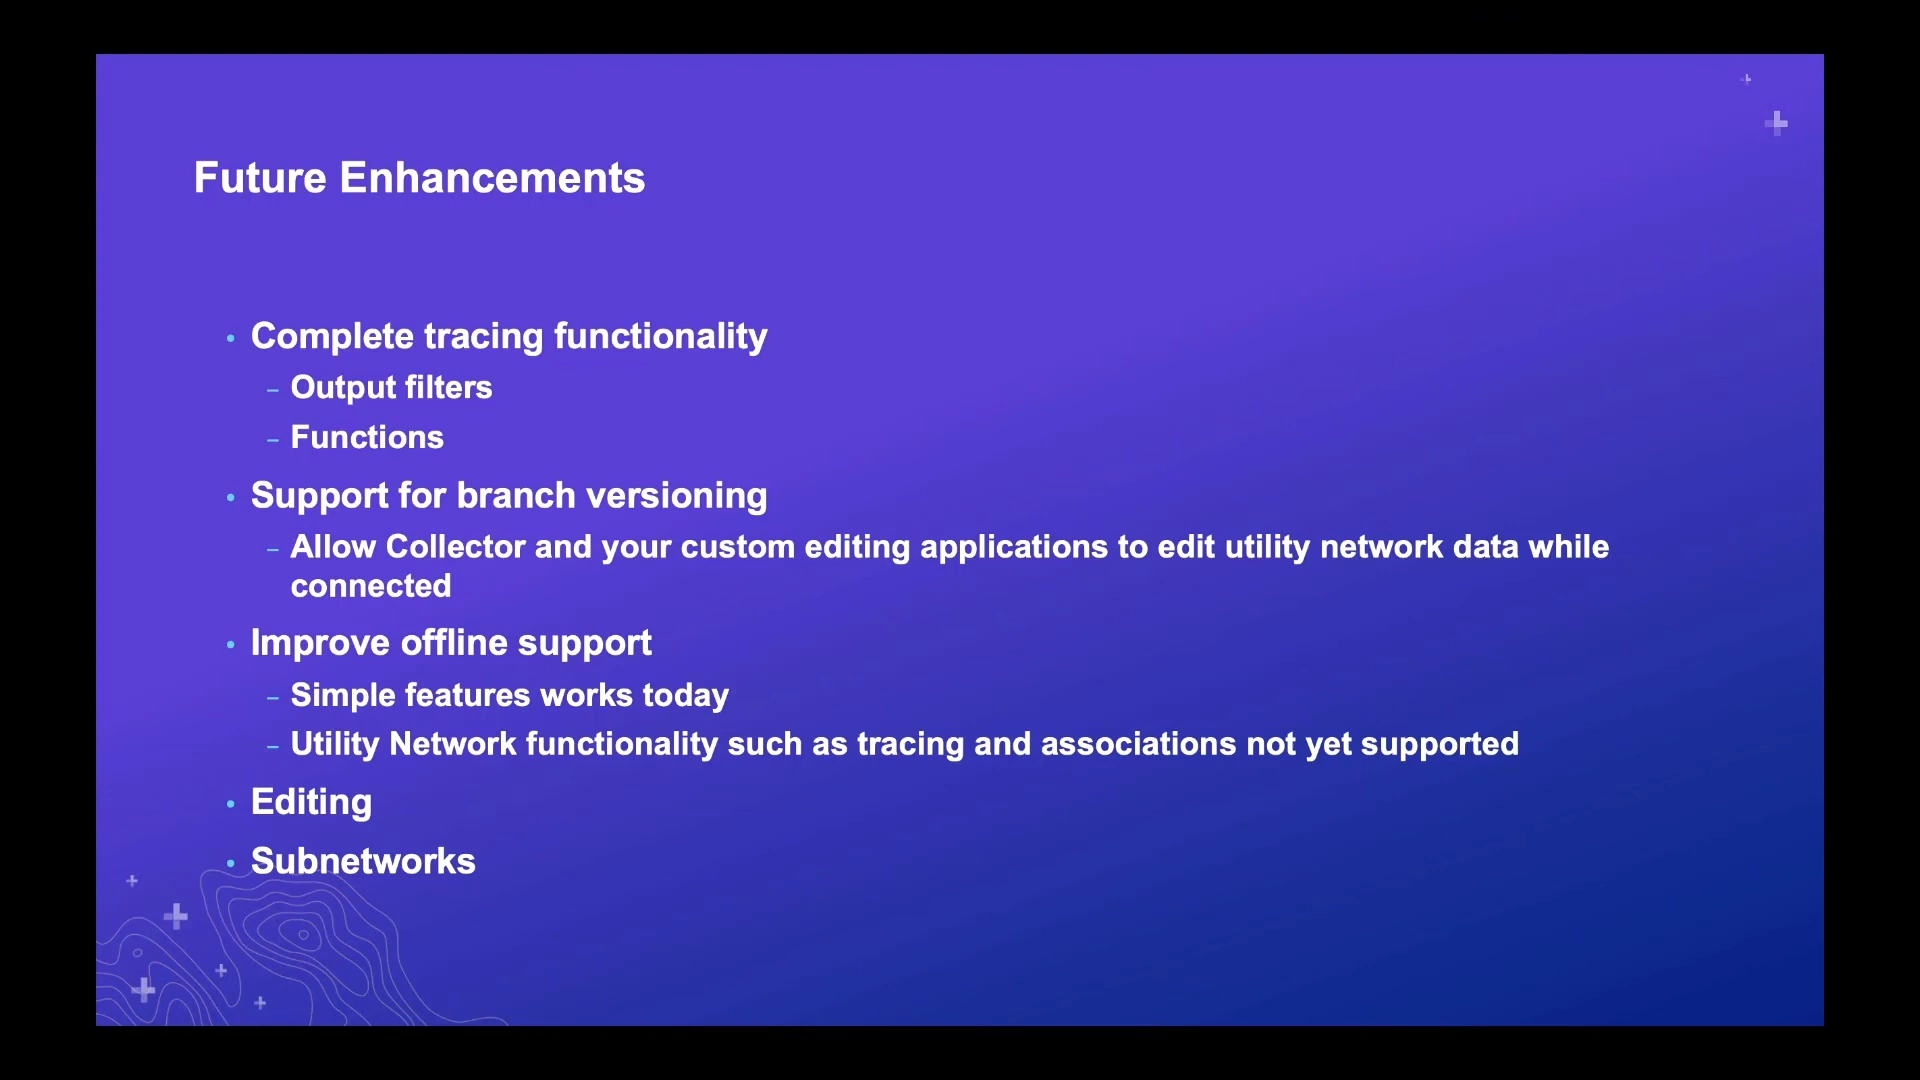 Future Enhancements
• Complete tracing functionality
– Output filters
– Functions
• Support for branch versioning
– Allow Collector and your custom editing applications to edit utility network data while
connected
• Improve offline support
– Simple features works today
– Utility Network functionality such as tracing and associations not yet supported
• Editing
• Subnetworks